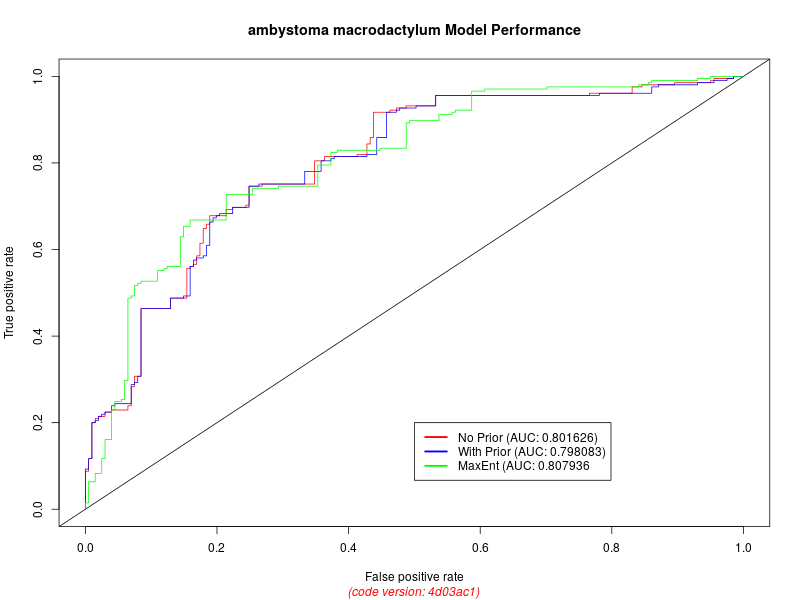 ambystoma macrodactylum Model Performance
1.0
0.8
0.6
0.4
0.2
0.0
True positive rate
No Prior (AUC: 0.801626)
With Prior (AUC: 0.798083)
MaxEnt (AUC: 0.807936
0.0 0.2 0.4 0.6 0.8 1.0
False positive rate
(code version: 4d03ac1)